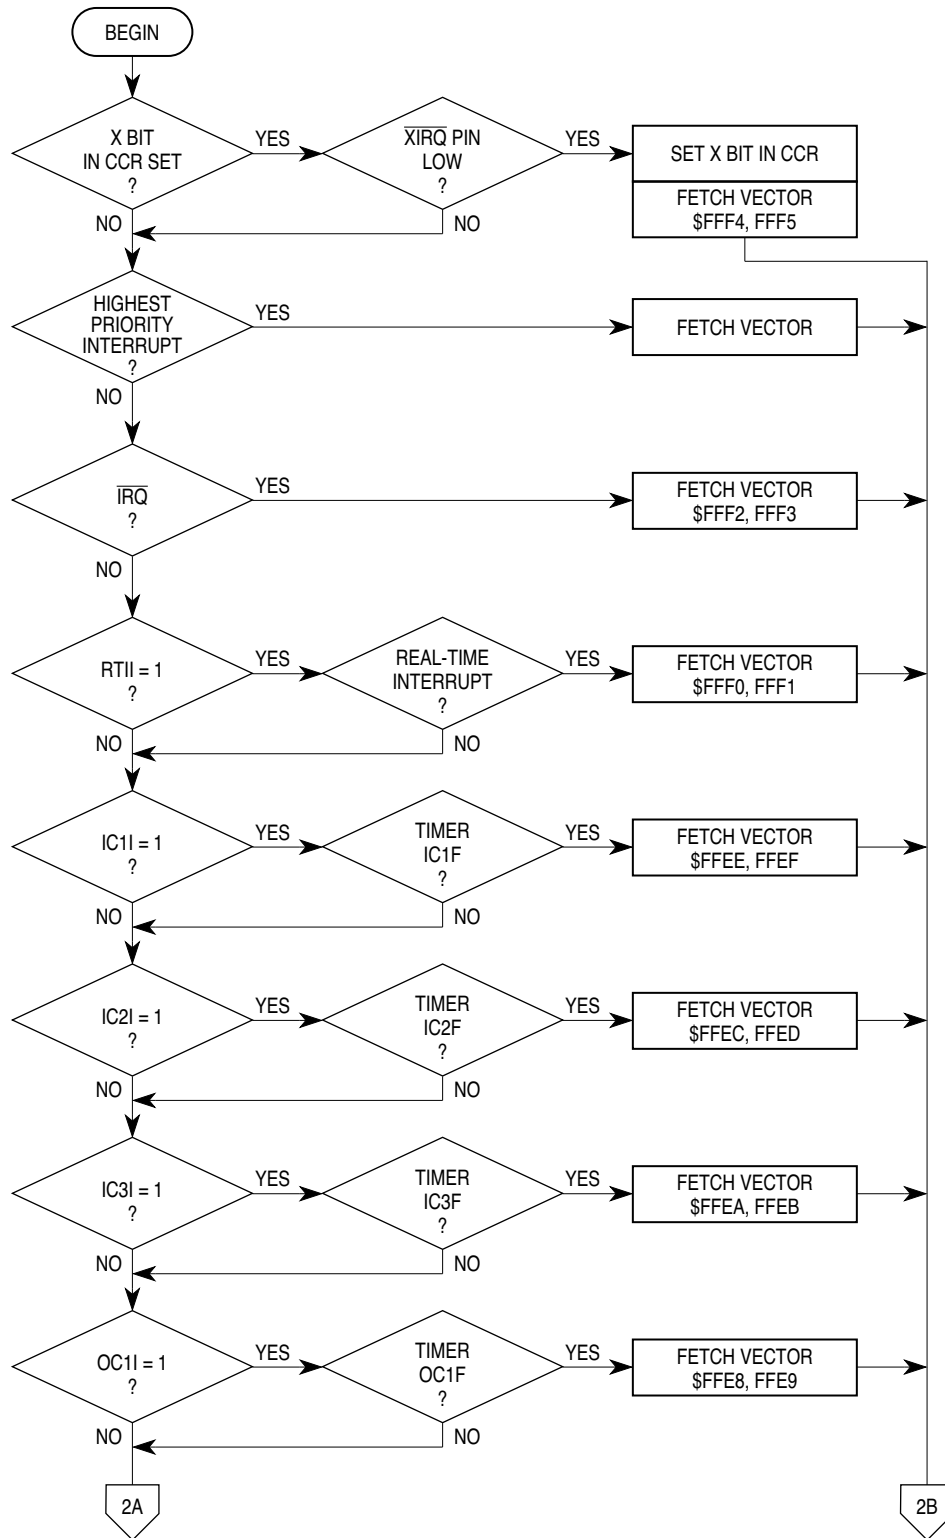 BEGIN
X BIT
IN CCR SET
?
YES
XIRQ PIN
LOW
?
YES
SET X BIT IN CCR
FETCH VECTOR
$FFF4, FFF5
NO
NO
HIGHEST
PRIORITY
INTERRUPT
?
YES
FETCH VECTOR
NO
IRQ
?
YES
FETCH VECTOR
$FFF2, FFF3
NO
RTII = 1
?
YES
REAL-TIME
INTERRUPT
?
YES
FETCH VECTOR
$FFF0, FFF1
NO
NO
IC1I = 1
?
YES
TIMER
IC1F
?
YES
FETCH VECTOR
$FFEE, FFEF
NO
NO
IC2I = 1
?
YES
TIMER
IC2F
?
YES
FETCH VECTOR
$FFEC, FFED
NO
NO
IC3I = 1
?
YES
TIMER
IC3F
?
YES
FETCH VECTOR
$FFEA, FFEB
NO
NO
OC1I = 1
?
YES
TIMER
OC1F
?
YES
FETCH VECTOR
$FFE8, FFE9
NO
NO
2A
2B